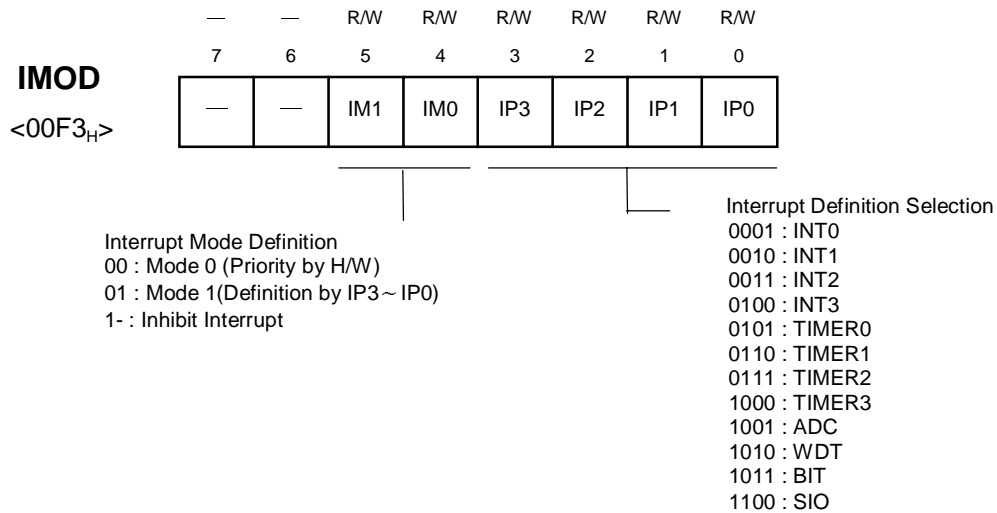 — — R/W R/W R/W R/W R/W R/W
7 6 5 4 3 2 1 0
IMOD
<00F3H>
— — IM1 IM0 IP3 IP2 IP1 IP0
Interrupt Mode Definition
00 : Mode 0 (Priority by H/W)
01 : Mode 1(Definition by IP3~IP0)
1- : Inhibit Interrupt
Interrupt Definition Selection
0001 : INT0
0010 : INT1
0011 : INT2
0100 : INT3
0101 : TIMER0
0110 : TIMER1
0111 : TIMER2
1000 : TIMER3
1001 : ADC
1010 : WDT
1011 : BIT
1100 : SIO